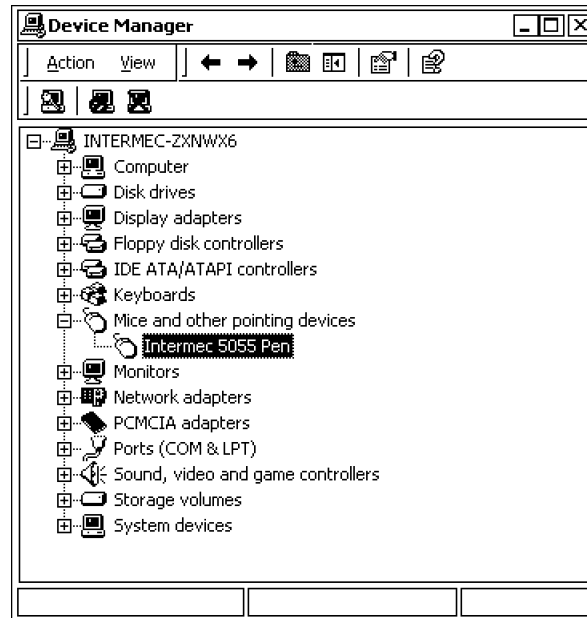 Device Manager
Action View
INTERMEC-ZXNWX6
Computer
Disk drives
Display adapters
Floppy disk controllers
IDE ATA/ATAPI controllers
Keyboards
Mice and other pointing devices
Intermec 5055 Pen
Monitors
Network adapters
PCMCIA adapters
Ports (COM & LPT)
Sound, video and game controllers
Storage volumes
System devices